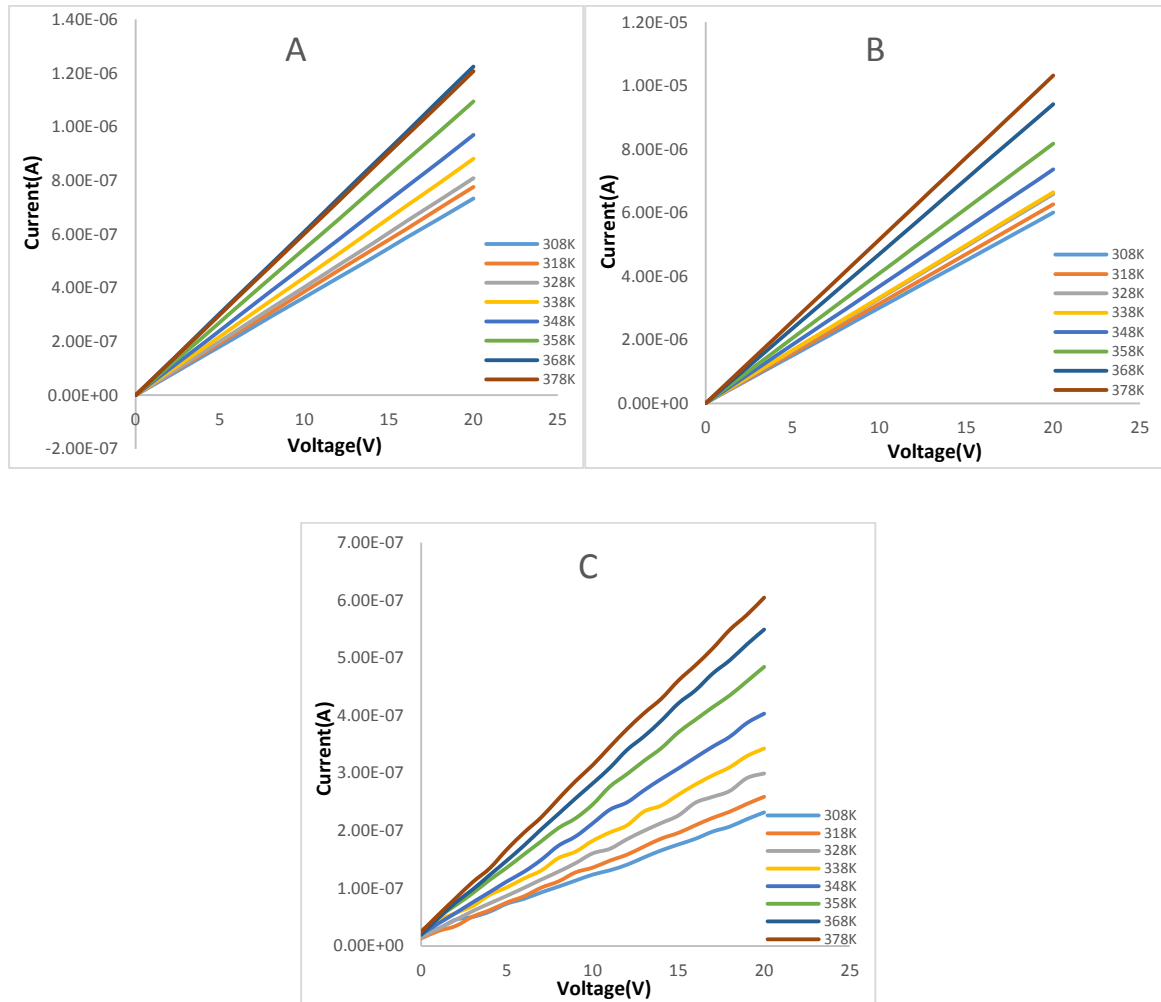 A
1.40E-06
1.20E-06
1.00E-06
8.00E-07
6.00E-07
4.00E-07
2.00E-07
0.00E+00
-2.00E-07
Current(A)
0 5 10 15 20 25
Voltage(V)
308K
318K
328K
338K
348K
358K
368K
378K
B
1.20E-05
1.00E-05
8.00E-06
6.00E-06
4.00E-06
2.00E-06
0.00E+00
Current(A)
0 5 10 15 20 25
Voltage(V)
308K
318K
328K
338K
348K
358K
368K
378K
C
7.00E-07
6.00E-07
5.00E-07
4.00E-07
3.00E-07
2.00E-07
1.00E-07
0.00E+00
Current(A)
0 5 10 15 20 25
Voltage(V)
308K
318K
328K
338K
348K
358K
368K
378K